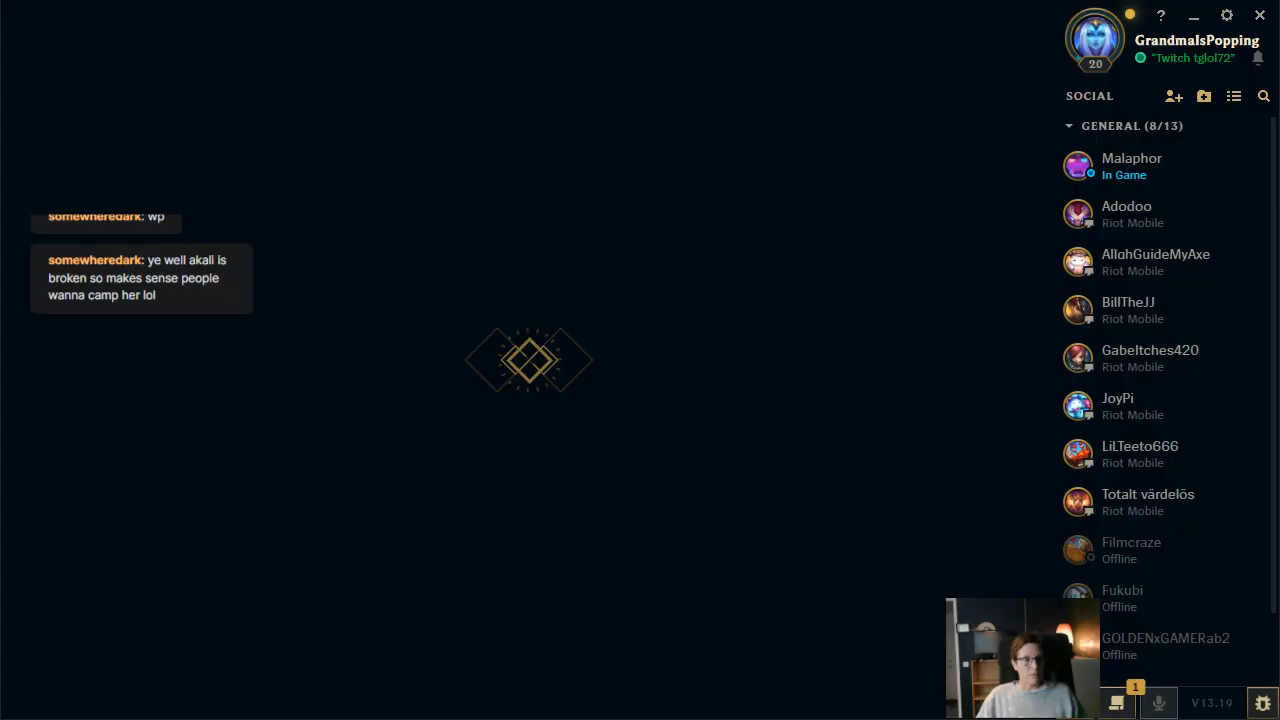 ?
GrandmaIsPopping
20
"Twitch tglol72"
SOCIAL
GENERAL (8/13)
Malaphor
In Game
Adodoo
Riot Mobile
AllahGuideMyAxe
Riot Mobile
BillTheJJ
Riot Mobile
GabeItches420
Riot Mobile
JoyPi
Riot Mobile
LiLTeeto666
Riot Mobile
Totalt värdelös
Riot Mobile
Filmcraze
Offline
Fukubi
Offline
GOLDENxGAMERab2
Offline
1
V13.19
somewheredark: wp
somewheredark: ye well akali is
broken so makes sense people
wanna camp her lol